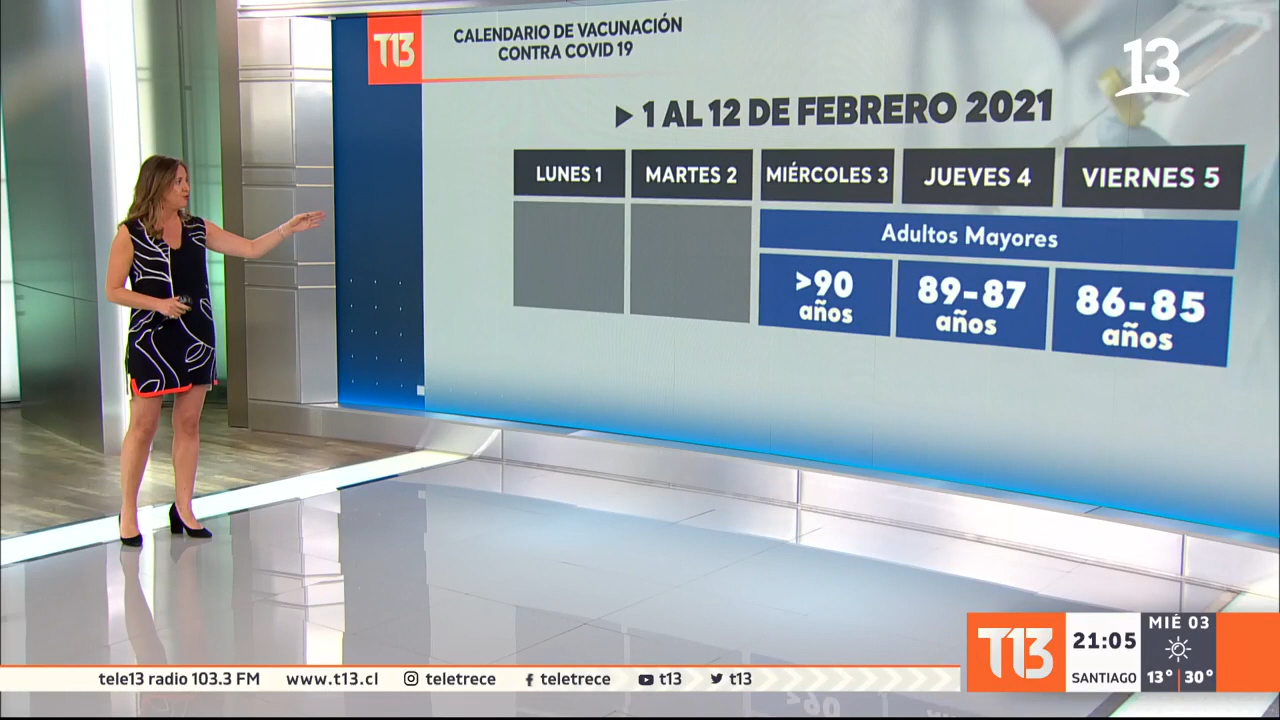 T13
CALENDARIO DE VACUNACIÓN
CONTRA COVID 19
13
1 AL 12 DE FEBRERO 2021
LUNES 1
MARTES 2
MIÉRCOLES 3
JUEVES 4
VIERNES 5
Adultos Mayores
>90
años
89-87
años
86-85
años
T13
21:05
SANTIAGO
MIÉ 03
13° 30°
tele13 radio 103.3 FM
www.t13.cl
teletrece
teletrece
t13
t13